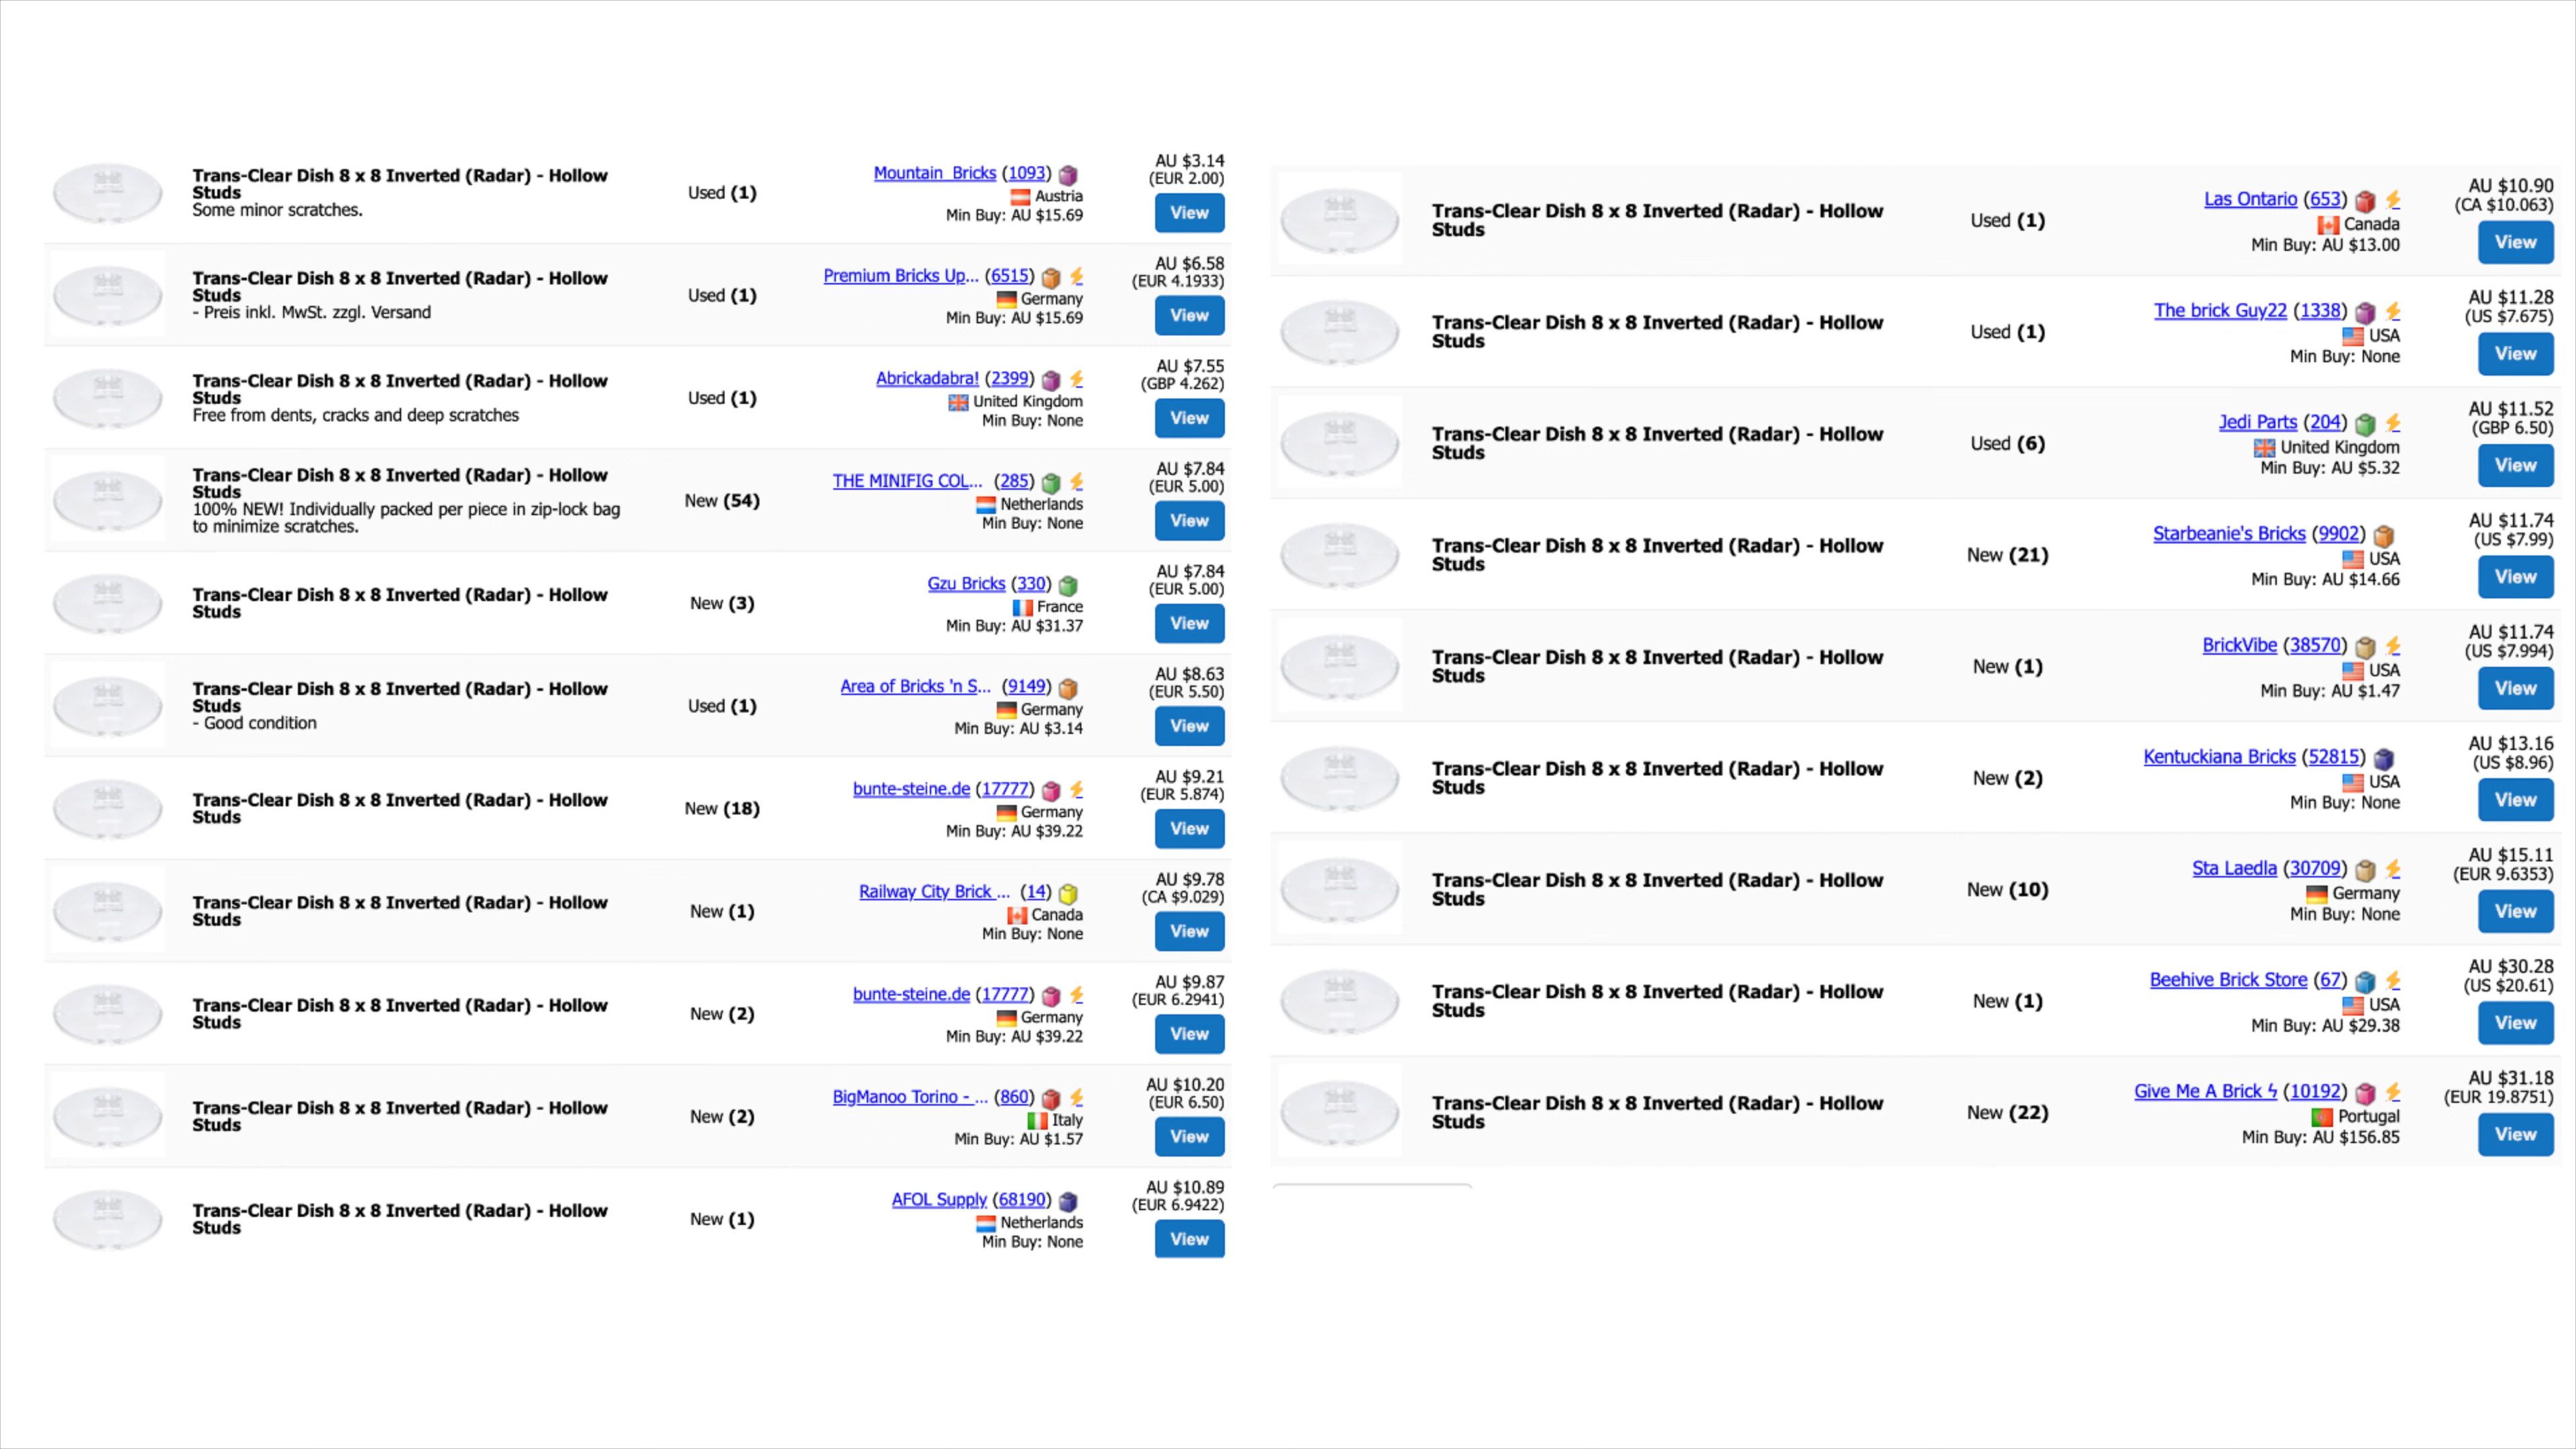 Trans-Clear Dish 8 x 8 Inverted (Radar) - Hollow
Studs
Some minor scratches.
Used (1)
Mountain Bricks (1093)
Austria
Min Buy: AU $15.69
AU $3.14
(EUR 2.00)
View
Trans-Clear Dish 8 x 8 Inverted (Radar) - Hollow
Studs
- Preis inkl. MwSt. zzgl. Versand
Used (1)
Premium Bricks Up... (6515)
Germany
Min Buy: AU $15.69
AU $6.58
(EUR 4.1933)
View
Trans-Clear Dish 8 x 8 Inverted (Radar) - Hollow
Studs
Free from dents, cracks and deep scratches
Used (1)
Abrickadabra! (2399)
United Kingdom
Min Buy: None
AU $7.55
(GBP 4.262)
View
Trans-Clear Dish 8 x 8 Inverted (Radar) - Hollow
Studs
100% NEW! Individually packed per piece in zip-lock bag
to minimize scratches.
New (54)
THE MINIFIG COL... (285)
Netherlands
Min Buy: None
AU $7.84
(EUR 5.00)
View
Trans-Clear Dish 8 x 8 Inverted (Radar) - Hollow
Studs
New (3)
Gzu Bricks (330)
France
Min Buy: AU $31.37
AU $7.84
(EUR 5.00)
View
Trans-Clear Dish 8 x 8 Inverted (Radar) - Hollow
Studs
- Good condition
Used (1)
Area of Bricks 'n S... (9149)
Germany
Min Buy: AU $3.14
AU $8.63
(EUR 5.50)
View
Trans-Clear Dish 8 x 8 Inverted (Radar) - Hollow
Studs
New (18)
bunte-steine.de (17777)
Germany
Min Buy: AU $39.22
AU $9.21
(EUR 5.874)
View
Trans-Clear Dish 8 x 8 Inverted (Radar) - Hollow
Studs
New (1)
Railway City Brick ... (14)
Canada
Min Buy: None
AU $9.78
(CA $9.029)
View
Trans-Clear Dish 8 x 8 Inverted (Radar) - Hollow
Studs
New (2)
bunte-steine.de (17777)
Germany
Min Buy: AU $39.22
AU $9.87
(EUR 6.2941)
View
Trans-Clear Dish 8 x 8 Inverted (Radar) - Hollow
Studs
New (2)
BigManoo Torino - ... (860)
Italy
Min Buy: AU $1.57
AU $10.20
(EUR 6.50)
View
Trans-Clear Dish 8 x 8 Inverted (Radar) - Hollow
Studs
New (1)
AFOL Supply (68190)
Netherlands
Min Buy: None
AU $10.89
(EUR 6.9422)
View
Trans-Clear Dish 8 x 8 Inverted (Radar) - Hollow
Studs
Used (1)
Las Ontario (653)
Canada
Min Buy: AU $13.00
AU $10.90
(CA $10.063)
View
Trans-Clear Dish 8 x 8 Inverted (Radar) - Hollow
Studs
Used (1)
The brick Guy22 (1338)
USA
Min Buy: None
AU $11.28
(US $7.675)
View
Trans-Clear Dish 8 x 8 Inverted (Radar) - Hollow
Studs
Used (6)
Jedi Parts (204)
United Kingdom
Min Buy: AU $5.32
AU $11.52
(GBP 6.50)
View
Trans-Clear Dish 8 x 8 Inverted (Radar) - Hollow
Studs
New (21)
Starbeanie's Bricks (9902)
USA
Min Buy: AU $14.66
AU $11.74
(US $7.99)
View
Trans-Clear Dish 8 x 8 Inverted (Radar) - Hollow
Studs
New (1)
BrickVibe (38570)
USA
Min Buy: AU $1.47
AU $11.74
(US $7.994)
View
Trans-Clear Dish 8 x 8 Inverted (Radar) - Hollow
Studs
New (2)
Kentuckiana Bricks (52815)
USA
Min Buy: None
AU $13.16
(US $8.96)
View
Trans-Clear Dish 8 x 8 Inverted (Radar) - Hollow
Studs
New (10)
Sta Laedla (30709)
Germany
Min Buy: None
AU $15.11
(EUR 9.6353)
View
Trans-Clear Dish 8 x 8 Inverted (Radar) - Hollow
Studs
New (1)
Beehive Brick Store (67)
USA
Min Buy: AU $29.38
AU $30.28
(US $20.61)
View
Trans-Clear Dish 8 x 8 Inverted (Radar) - Hollow
Studs
New (22)
Give Me A Brick ϟ (10192)
Portugal
Min Buy: AU $156.85
AU $31.18
(EUR 19.8751)
View